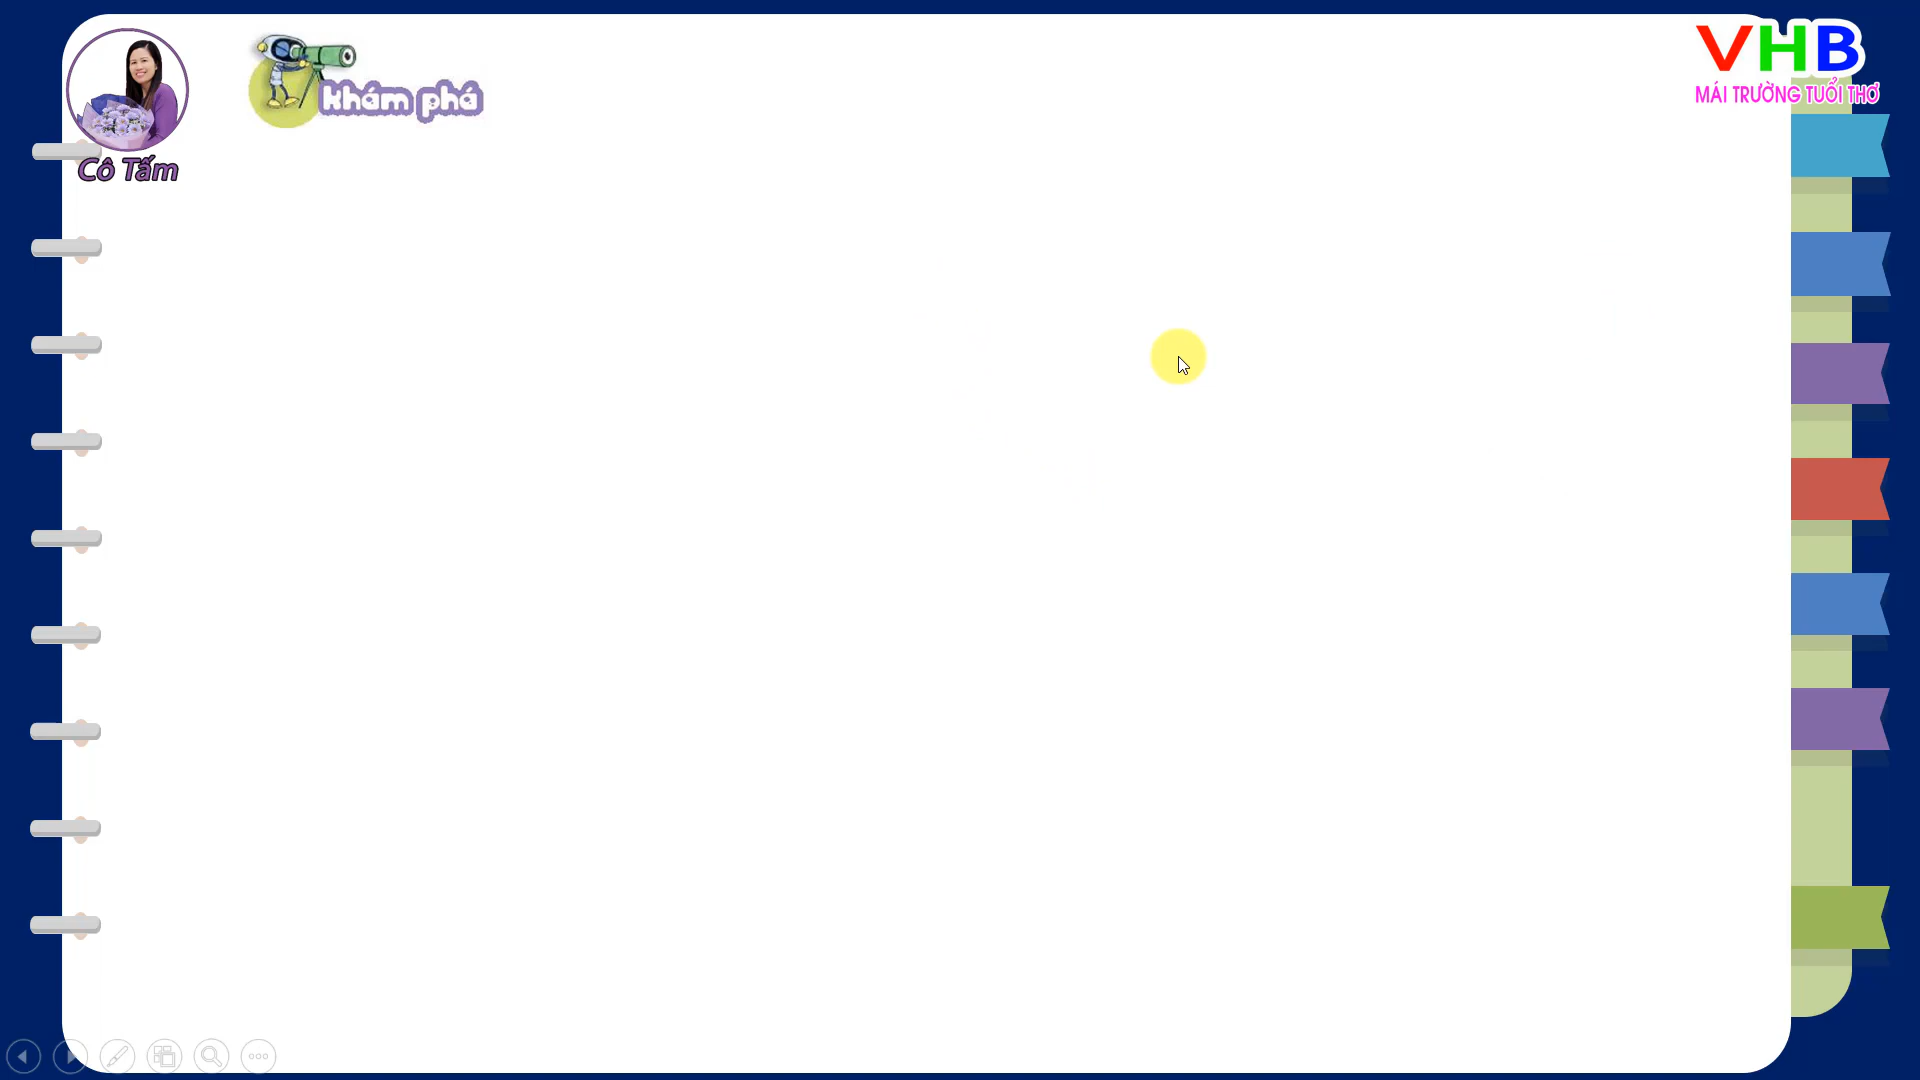 khám phá
VHB
MÁI TRƯỜNG TUỔI THƠ
Cô Tấm